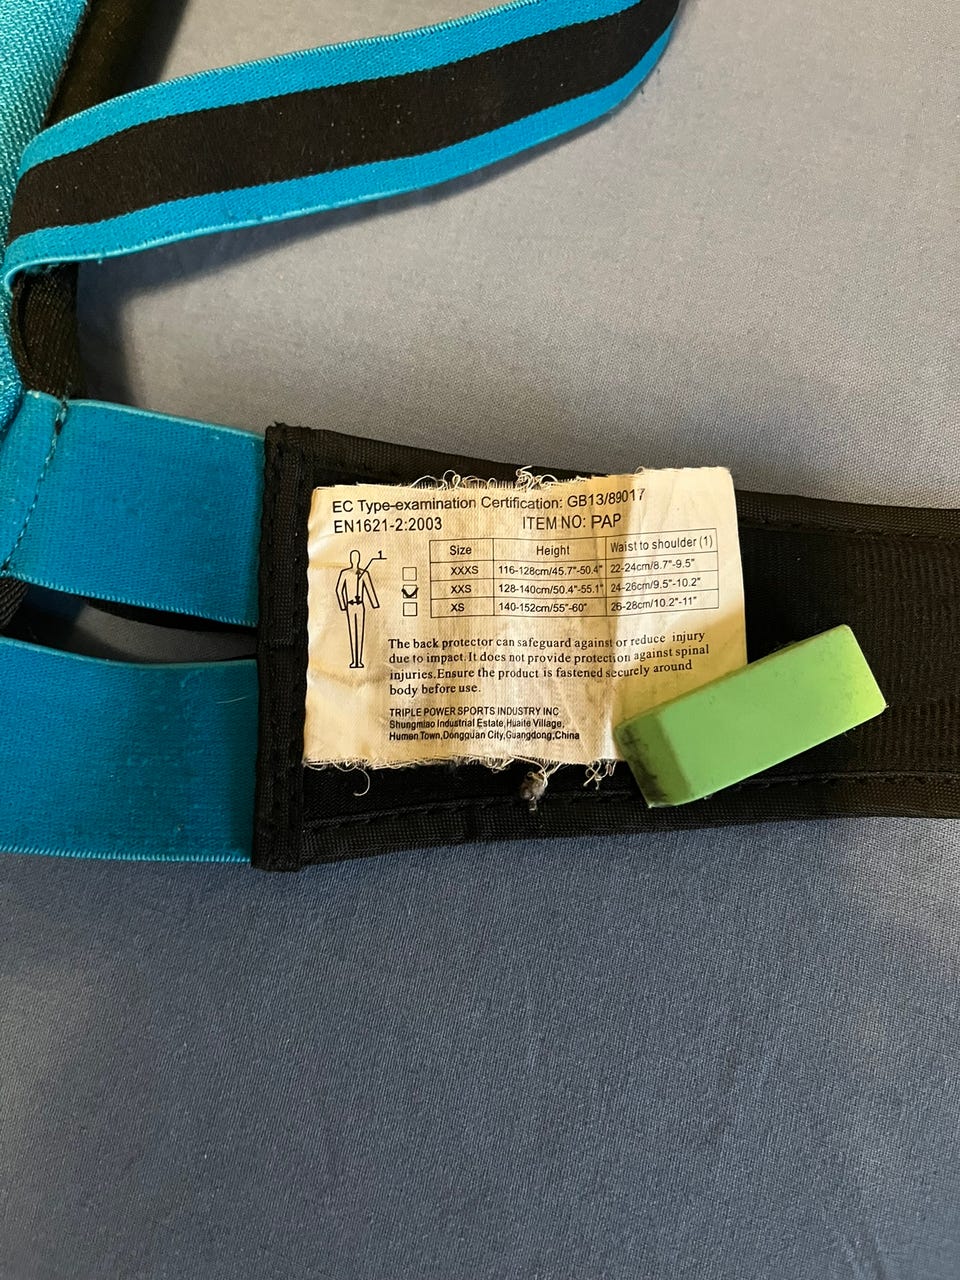 EC Type-examination Certification: GB13/89017
EN1621-2:2003 ITEM NO: PAP
1
Size Height Waist to shoulder (1)
XXXS 116-128cm/45.7"-50.4" 22-24cm/8.7"-9.5"
XXS 128-140cm/50.4"-55.1" 24-26cm/9.5"-10.2"
XS 140-152cm/55"-60" 26-28cm/10.2"-11"
The back protector can safeguard against or reduce injury
due to impact. It does not provide protection against spinal
injuries.Ensure the product is fastened securely around
body before use.
TRIPLE POWER SPORTS INDUSTRY INC
Shungmiao Industrial Estate,Huaite Village,
Humen Town,Dongguan City,Guangdong,China